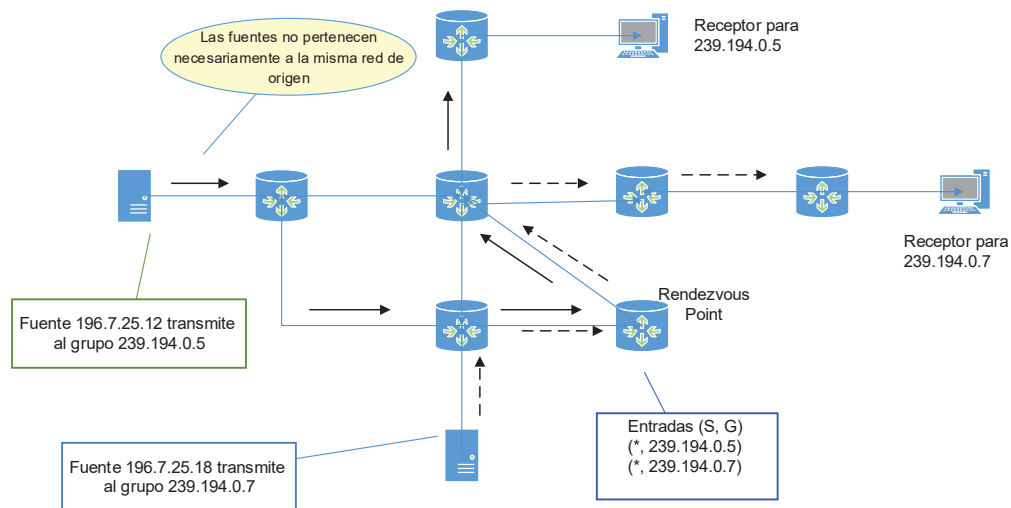 Las fuentes no pertenecen
necesariamente a la misma red de
origen
Receptor para
239.194.0.5
Receptor para
239.194.0.7
Fuente 196.7.25.12 transmite
al grupo 239.194.0.5
Rendezvous
Point
Fuente 196.7.25.18 transmite
al grupo 239.194.0.7
Entradas (S, G)
(*, 239.194.0.5)
(*, 239.194.0.7)